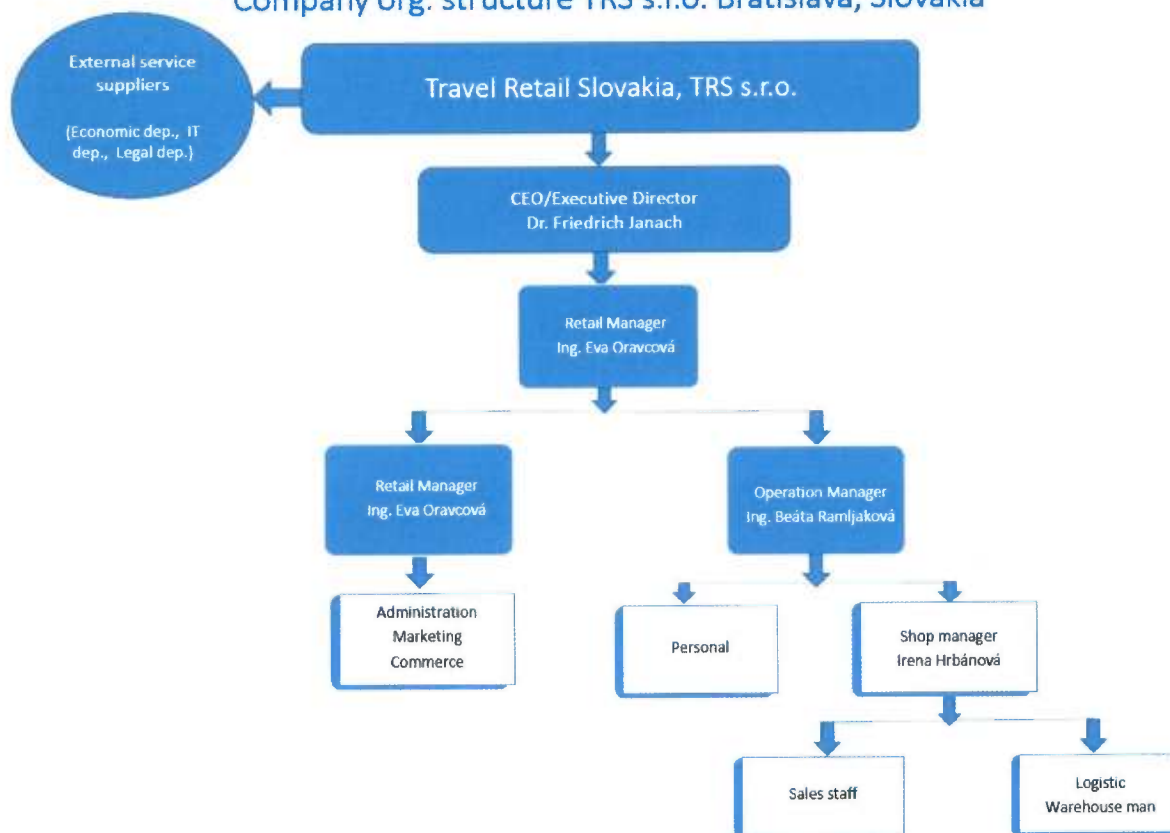 Company org. structure TRS s.r.o. Bratislava, Slovakia
External service
suppliers
(Economic dep., IT
dep., Legal dep.)
Travel Retail Slovakia, TRS s.r.o.
CEO/Executive Director
Dr. Friedrich Janach
Retail Manager
Ing. Eva Oravcová
Retail Manager
Ing. Eva Oravcová
Operation Manager
Ing. Beáta Ramljaková
Administration
Marketing
Commerce
Personal
Shop manager
Irena Hrbánová
Sales staff
Logistic
Warehouse man